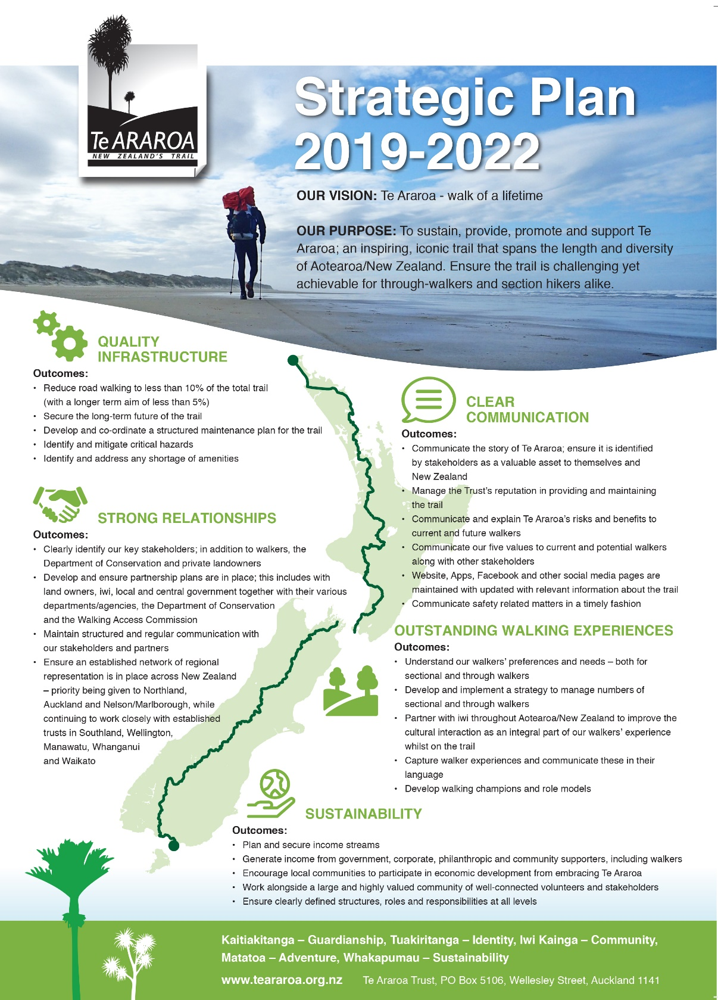 Te ARAROA
NEW ZEALAND'S TRAIL
Strategic Plan
2019-2022
OUR VISION: Te Araroa - walk of a lifetime
OUR PURPOSE: To sustain, provide, promote and support Te
Araroa; an inspiring, iconic trail that spans the length and diversity
of Aotearoa/New Zealand. Ensure the trail is challenging yet
achievable for through-walkers and section hikers alike.
QUALITY
INFRASTRUCTURE
Outcomes:
• Reduce road walking to less than 10% of the total trail
(with a longer term aim of less than 5%)
• Secure the long-term future of the trail
• Develop and co-ordinate a structured maintenance plan for the trail
• Identify and mitigate critical hazards
• Identify and address any shortage of amenities
STRONG RELATIONSHIPS
Outcomes:
• Clearly identify our key stakeholders; in addition to walkers, the
Department of Conservation and private landowners
• Develop and ensure partnership plans are in place; this includes with
land owners, iwi, local and central government together with their various
departments/agencies, the Department of Conservation
and the Walking Access Commission
• Maintain structured and regular communication with
our stakeholders and partners
• Ensure an established network of regional
representation is in place across New Zealand
– priority being given to Northland,
Auckland and Nelson/Marlborough, while
continuing to work closely with established
trusts in Southland, Wellington,
Manawatu, Whanganui
and Waikato
CLEAR
COMMUNICATION
Outcomes:
• Communicate the story of Te Araroa; ensure it is identified
by stakeholders as a valuable asset to themselves and
New Zealand
• Manage the Trust's reputation in providing and maintaining
the trail
• Communicate and explain Te Araroa's risks and benefits to
current and future walkers
• Communicate our five values to current and potential walkers
along with other stakeholders
• Website, Apps, Facebook and other social media pages are
maintained with updated with relevant information about the trail
• Communicate safety related matters in a timely fashion
OUTSTANDING WALKING EXPERIENCES
Outcomes:
• Understand our walkers' preferences and needs – both for
sectional and through walkers
• Develop and implement a strategy to manage numbers of
sectional and through walkers
• Partner with iwi throughout Aotearoa/New Zealand to improve the
cultural interaction as an integral part of our walkers' experience
whilst on the trail
• Capture walker experiences and communicate these in their
language
• Develop walking champions and role models
SUSTAINABILITY
Outcomes:
• Plan and secure income streams
• Generate income from government, corporate, philanthropic and community supporters, including walkers
• Encourage local communities to participate in economic development from embracing Te Araroa
• Work alongside a large and highly valued community of well-connected volunteers and stakeholders
• Ensure clearly defined structures, roles and responsibilities at all levels
Kaitiakitanga – Guardianship, Tuakiritanga – Identity, Iwi Kainga – Community,
Matatoa – Adventure, Whakapumau – Sustainability
www.teararoa.org.nz Te Araroa Trust, PO Box 5106, Wellesley Street, Auckland 1141